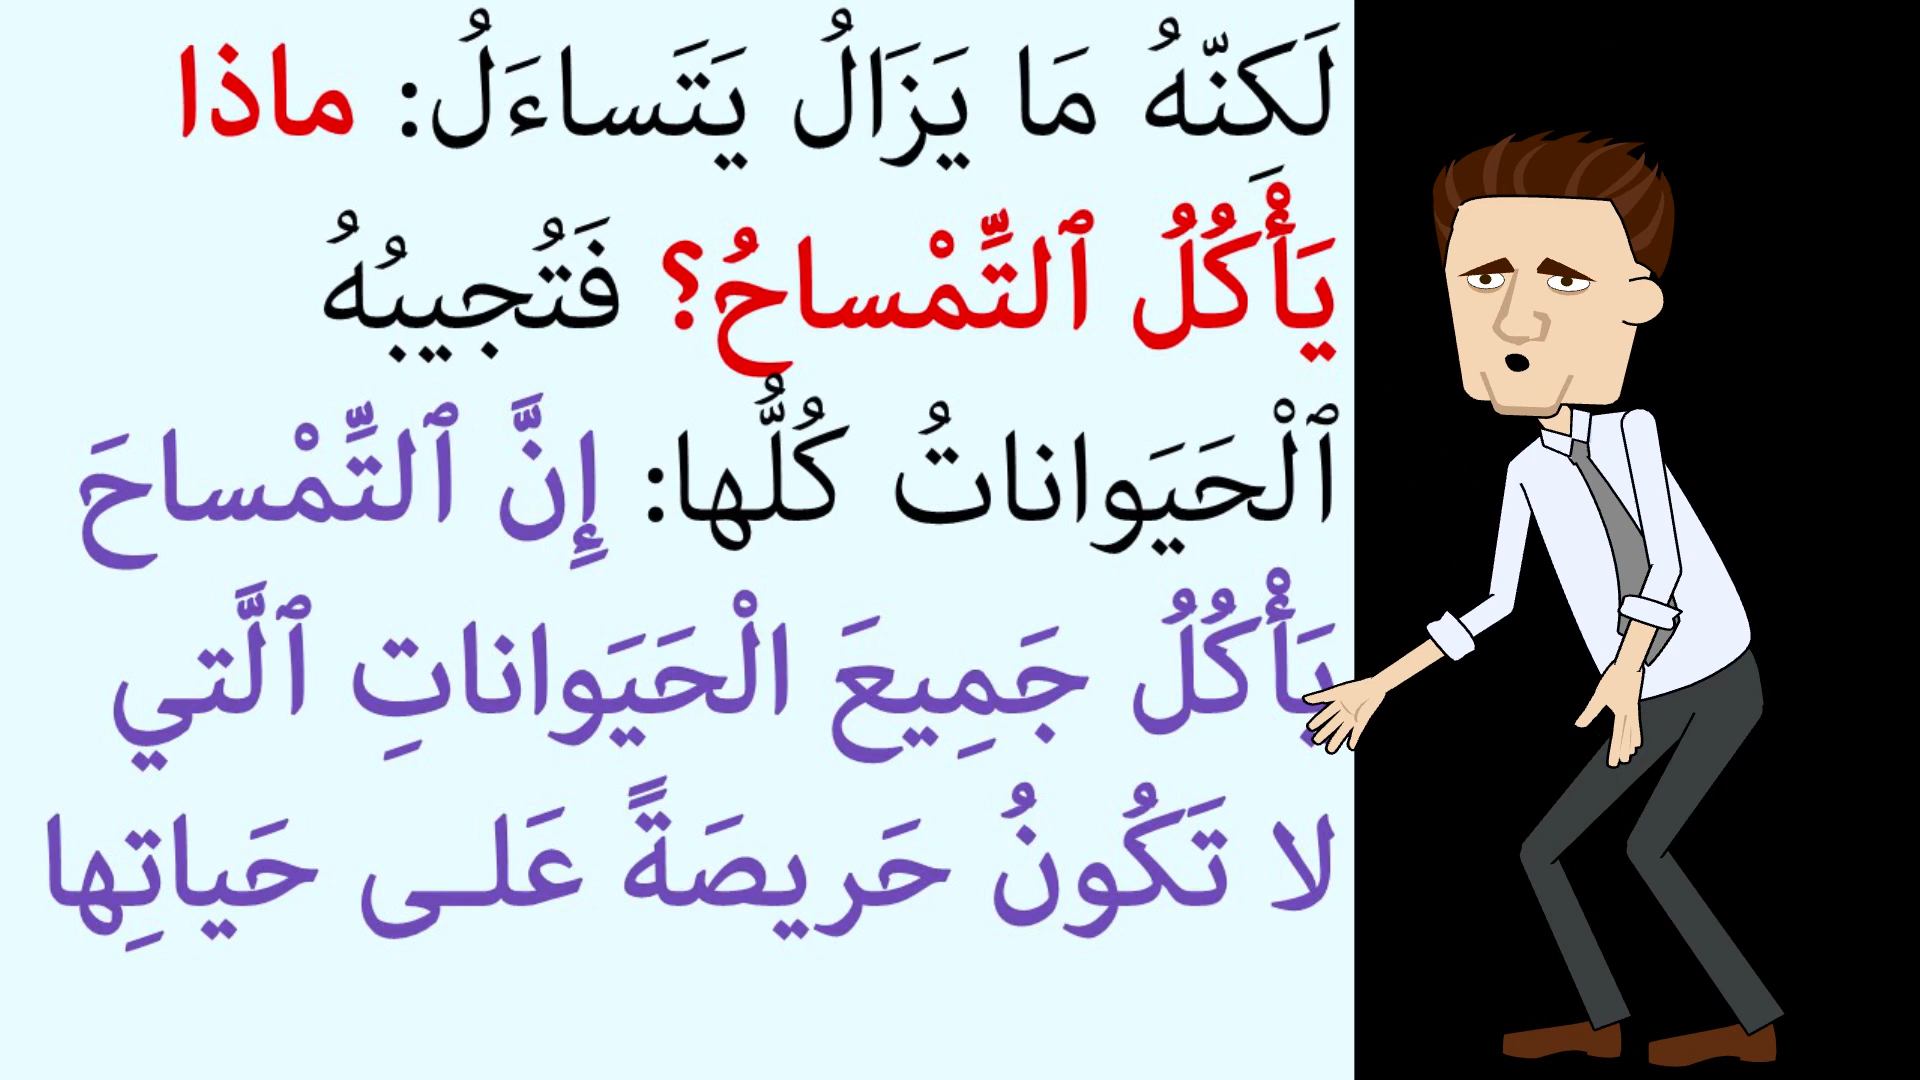 لَكنّهُ مَا يَزَالُ يَتَساءَلُ: ماذا
يَأْكُلُ ٱلتِّمْساحُ؟ فَتُجيبُهُ
ٱلْحَيَواناتُ كُلُّها: إِنَّ ٱلتِّمْساحَ
يَأْكُلُ جَمِيعَ الْحَيَواناتِ ٱلَّتي
لا تَكُونُ حَريصَةً عَلـى حَياتِها